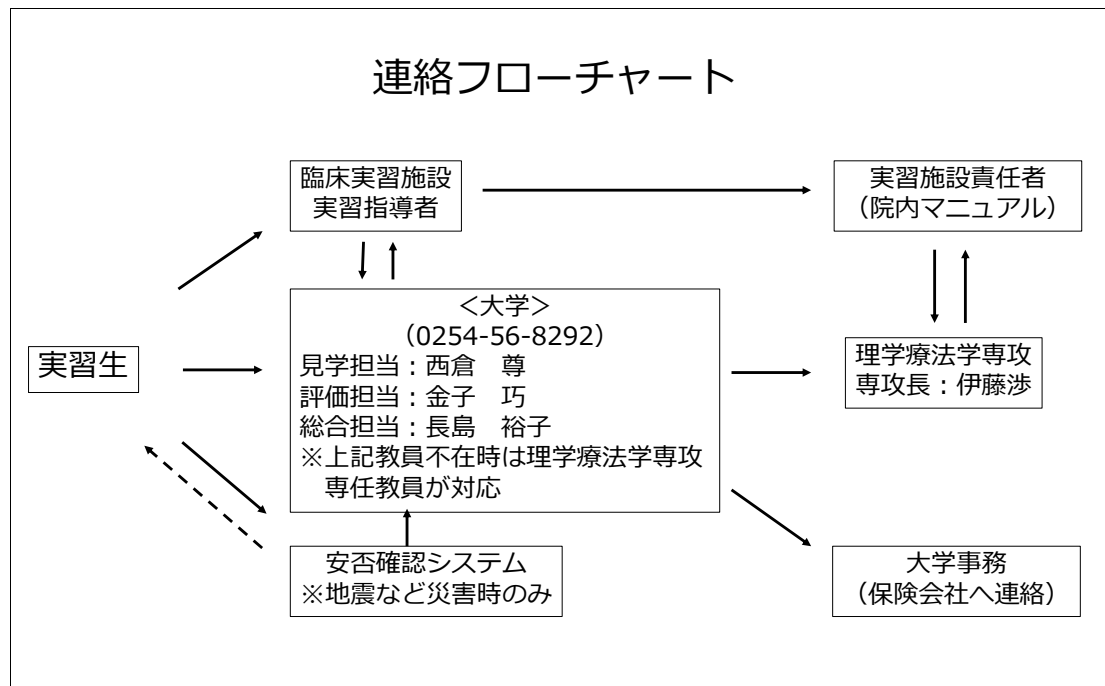 連絡フローチャート
臨床実習施設
実習指導者
実習施設責任者
（院内マニュアル）
＜大学＞
（0254-56-8292）
見学担当：西倉　尊
評価担当：金子　巧
総合担当：長島　裕子
※上記教員不在時は理学療法学専攻
専任教員が対応
実習生
理学療法学専攻
専攻長：伊藤渉
安否確認システム
※地震など災害時のみ
大学事務
（保険会社へ連絡）